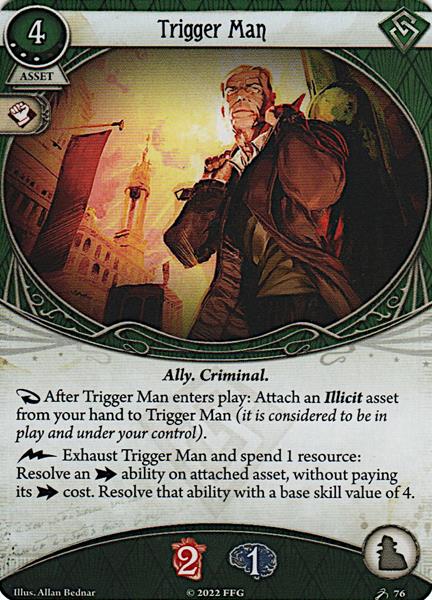 4
Trigger Man
ASSET
Ally. Criminal.
After Trigger Man enters play: Attach an Illicit asset
from your hand to Trigger Man (it is considered to be in
play and under your control).
Exhaust Trigger Man and spend 1 resource:
Resolve an ability on attached asset, without paying
its cost. Resolve that ability with a base skill value of 4.
2 1
Illus. Allan Bednar © 2022 FFG 76